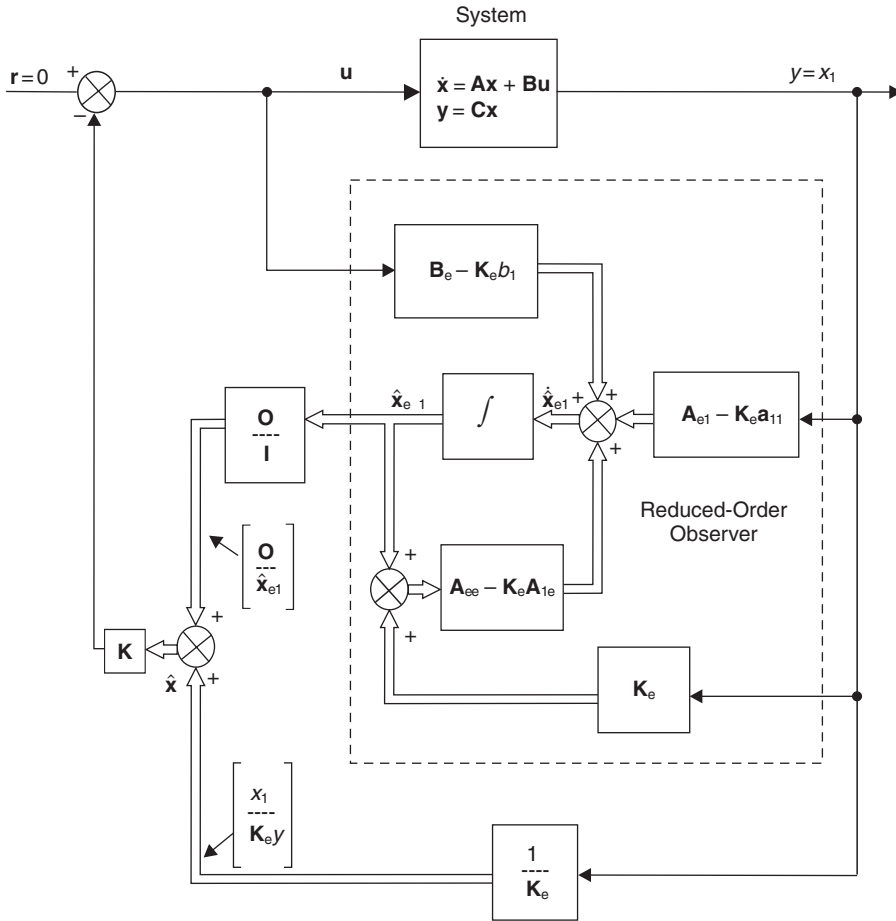 System
r = 0
+
−
u
ẋ = Ax + Bu
y = Cx
y = x₁
Bₑ − Kₑb₁
x̂ₑ₁
∫
x̂̇ₑ₁
+
+
+
Aₑ₁ − Kₑa₁₁
O
----
I
Reduced-Order
Observer
O
----
x̂ₑ₁
+
Aₑₑ − KₑA₁ₑ
+
+
K
x̂
+
Kₑ
x₁
----
Kₑy
1
----
Kₑ